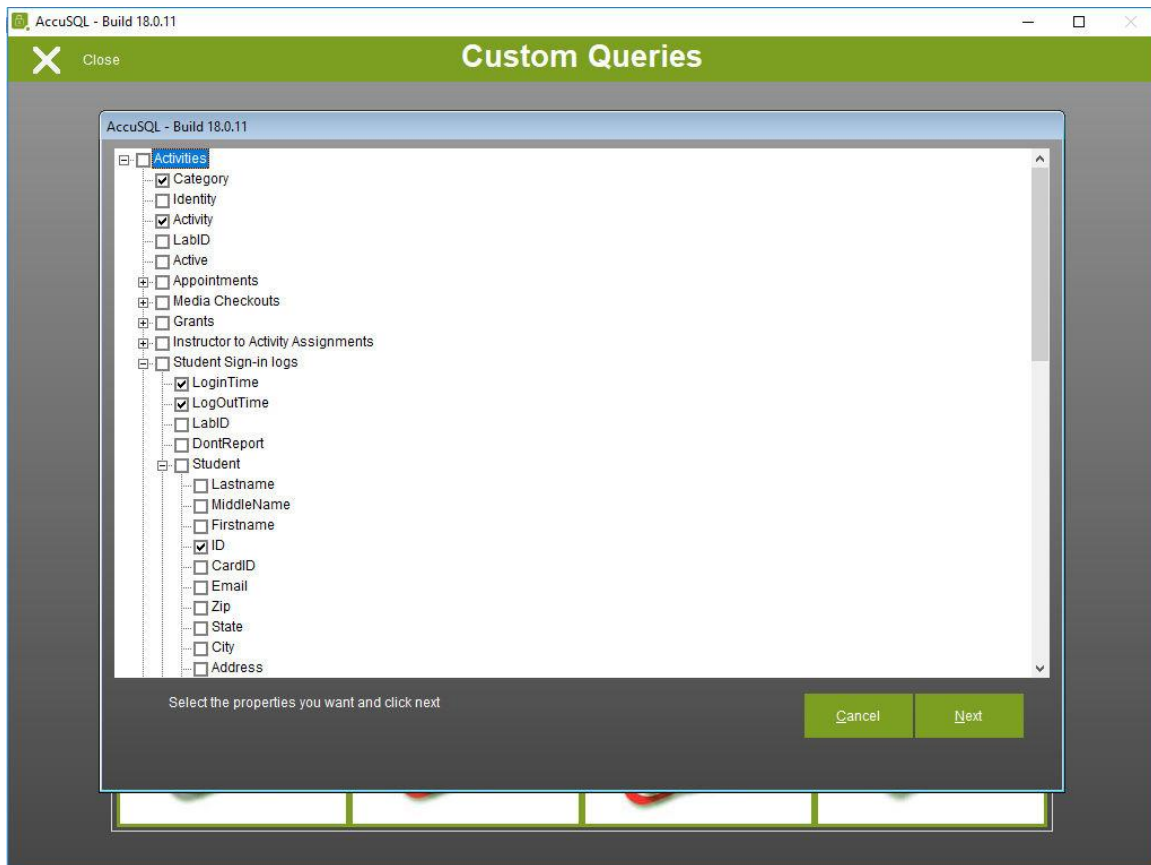 AccuSQL - Build 18.0.11
Close
Custom Queries
AccuSQL - Build 18.0.11
Activities
Category
Identity
Activity
LabID
Active
Appointments
Media Checkouts
Grants
Instructor to Activity Assignments
Student Sign-in logs
LoginTime
LogOutTime
LabID
DontReport
Student
Lastname
MiddleName
Firstname
ID
CardID
Email
Zip
State
City
Address
Select the properties you want and click next
Cancel
Next